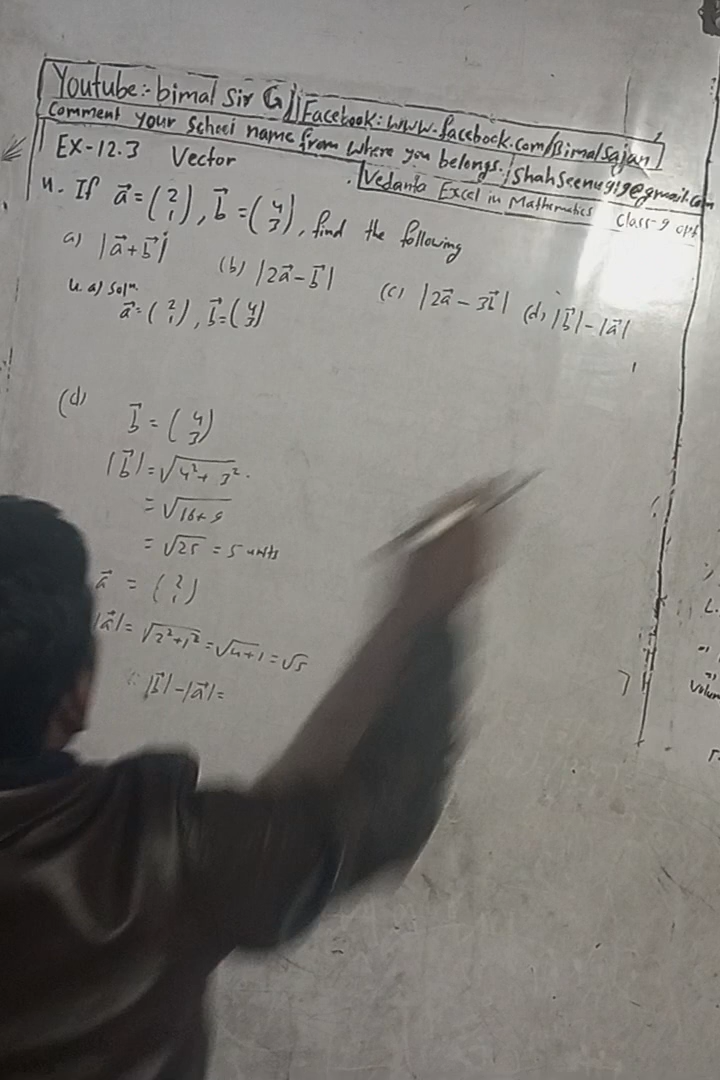 Youtube:- bimal Sir G || Facebook: www.facebook.com/Bimalsajan
Comment your School name from where you belongs. / Shahseenu919@gmail.com
EX-12.3 Vector
Vedanta Excel in Mathematics Class-9 opt
4. If a⃗ = (2 1), b⃗ = (4 3), find the following
a) |a⃗+b⃗| (b) |2a⃗-b⃗| (c) |2a⃗-3b⃗| (d) |b⃗|-|a⃗|
4. a) Solⁿ.
a⃗ = (2 1), b⃗ = (4 3)
(d)
b⃗ = (4 3)
|b⃗| = √4²+3²
= √16+9
= √25 = 5 units
a⃗ = (2 1)
|a⃗| = √2²+1² = √4+1 = √5
∴ |b⃗|-|a⃗| =